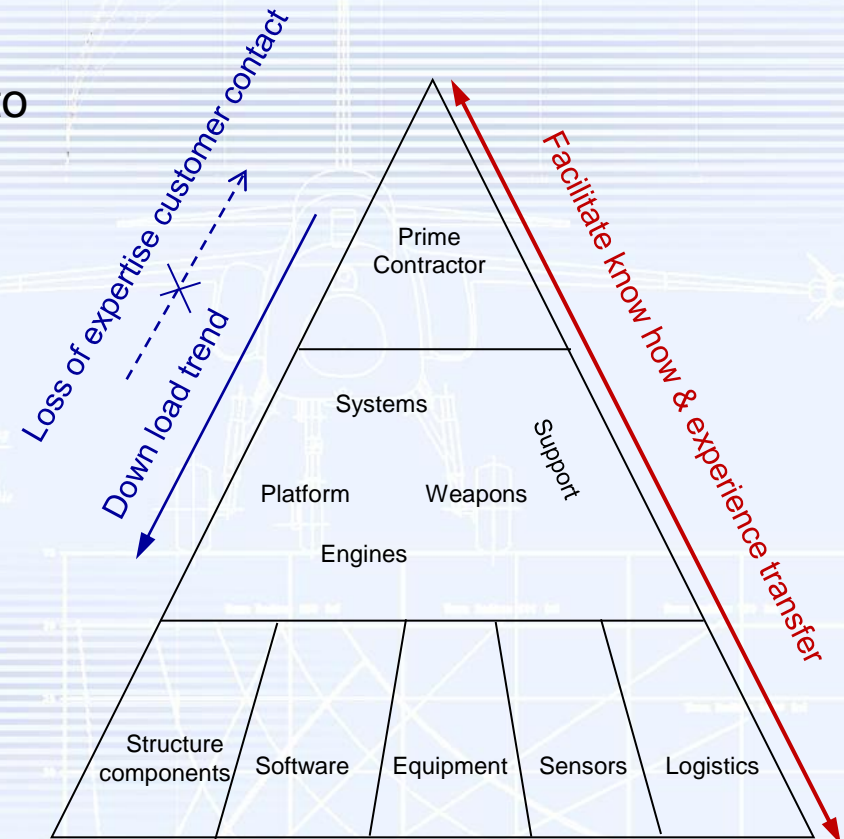 to
Loss of expertise customer contact
Down load trend
Facilitate know how & experience transfer
Prime
Contractor
Systems
Support
Platform
Weapons
Engines
Structure
components
Software
Equipment
Sensors
Logistics